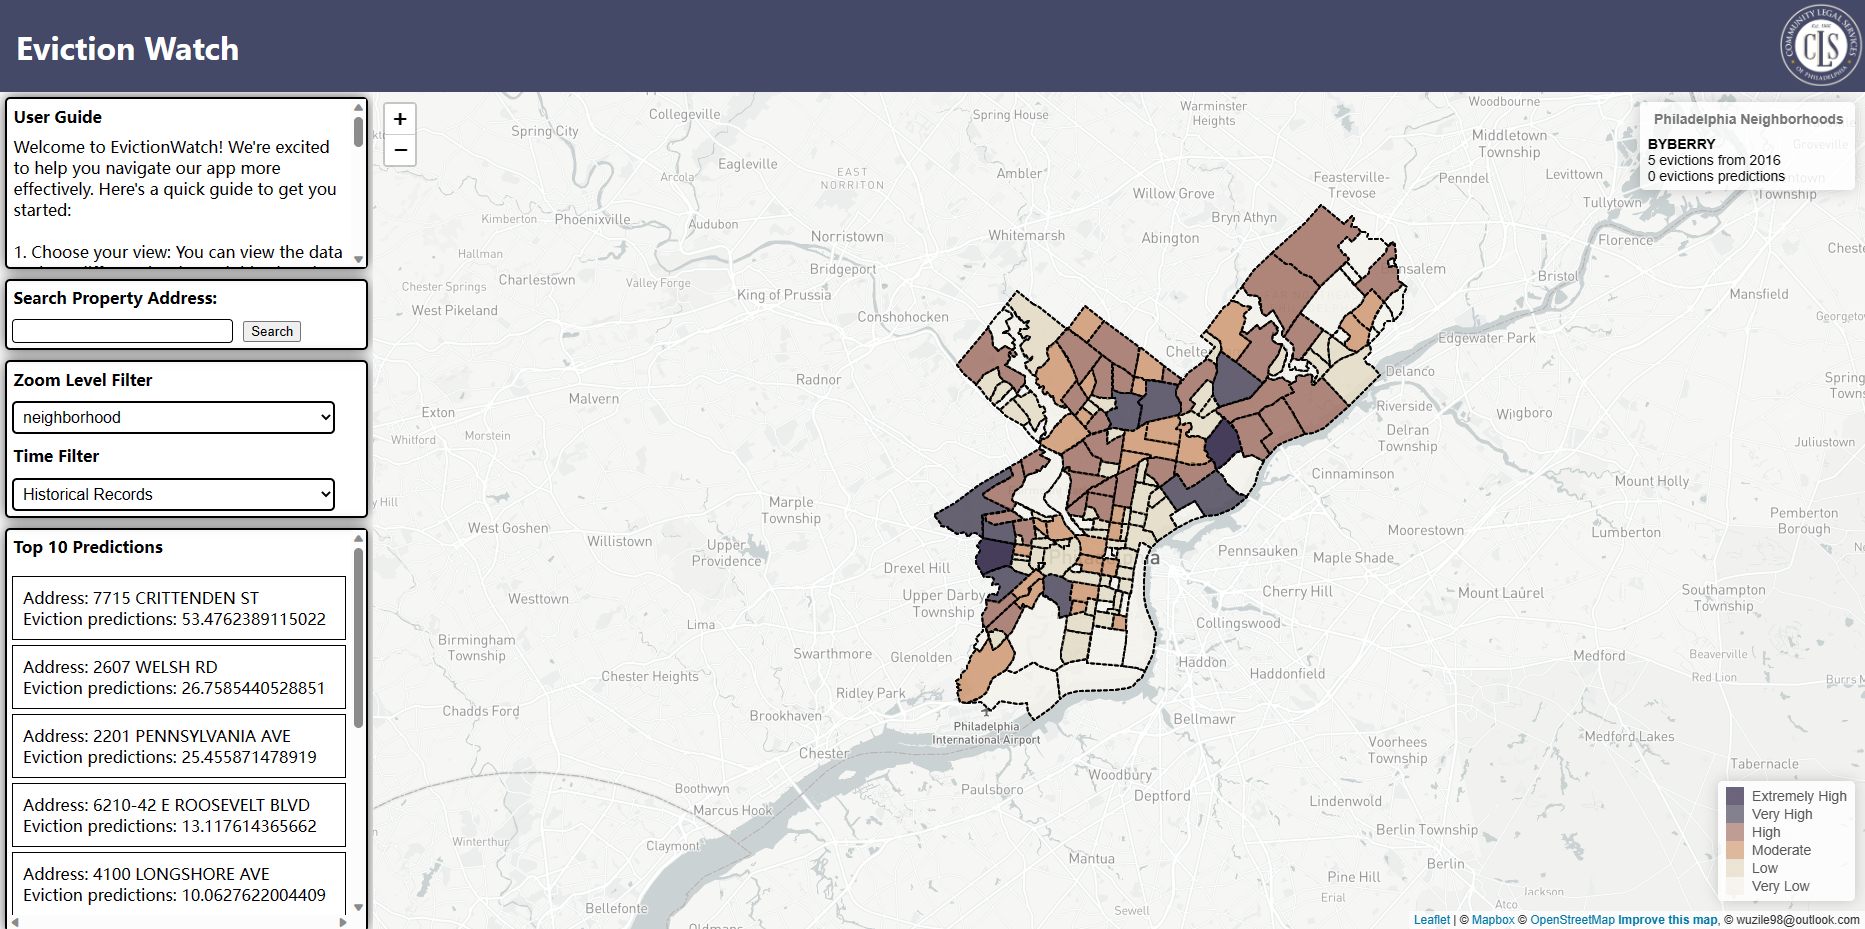 Eviction Watch
COMMUNITY LEGAL SERVICES
EST. 1966
CLS
OF PHILADELPHIA
User Guide
Welcome to EvictionWatch! We're excited
to help you navigate our app more
effectively. Here's a quick guide to get you
started:
1. Choose your view: You can view the data
Search Property Address:
Search
Zoom Level Filter
neighborhood
Time Filter
Historical Records
Top 10 Predictions
Address: 7715 CRITTENDEN ST
Eviction predictions: 53.4762389115022
Address: 2607 WELSH RD
Eviction predictions: 26.7585440528851
Address: 2201 PENNSYLVANIA AVE
Eviction predictions: 25.455871478919
Address: 6210-42 E ROOSEVELT BLVD
Eviction predictions: 13.117614365662
Address: 4100 LONGSHORE AVE
Eviction predictions: 10.0627622004409
+
−
Philadelphia Neighborhoods
BYBERRY
5 evictions from 2016
0 evictions predictions
Collegeville
Spring House
Warminster
Heights
Woodbourne
Spring City
Middletown
Township
Eagleville
EAST
NORRITON
Arcola
Ambler
Feasterville-
Trevose
Penndel
Levittown
Willow Grove
Tullytown
Township
Kimberton
Phoenixville
Audubon
Bryn Athyn
Norristown
Whitemarsh
Abington
Florence
Hallman
Bridgeport
Charlestown
Valley Forge
Bristol
Chester Springs
King of Prussia
Mansfield
West Pikeland
Conshohocken
Edgewater Park
Delanco
Radnor
Malvern
Exton
Riverside
Wigboro
Morstein
Whitford
Delran
Township
Juliustown
Cinnaminson
Mount Holly
Marple
Township
West Goshen
Willistown
Moorestown
Lumberton
Pemberton
Borough
Upper
Providence
Pennsauken
Maple Shade
Drexel Hill
Westtown
Upper Darby
Township
Cherry Hill
Mount Laurel
Southampton
Township
Lima
Collingswood
Birmingham
Township
Swarthmore
Glenolden
Haddon
Haddonfield
Medford
Beaverville
Chester Heights
Red Lion
Ridley Park
Chadds Ford
Brookhaven
Philadelphia
International Airport
Bellmawr
Medford Lakes
Chester
Voorhees
Township
Tabernacle
Woodbury
Boothwyn
Paulsboro
Deptford
Marcus Hook
Lindenwold
Berlin Township
Winterthur
Claymont
Mantua
Berlin
Pine Hill
Erial
Jackson
Atco
Bellefonte
Sewell
Extremely High
Very High
High
Moderate
Low
Very Low
Leaflet | © Mapbox © OpenStreetMap Improve this map, © wuzile98@outlook.com